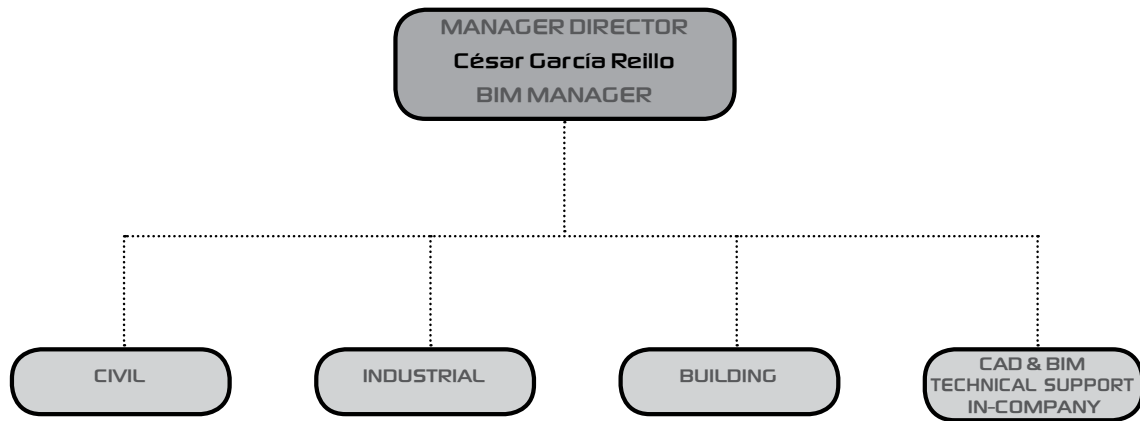 MANAGER DIRECTOR
César García Reillo
BIM MANAGER
CIVIL
INDUSTRIAL
BUILDING
CAD & BIM
TECHNICAL SUPPORT
IN-COMPANY